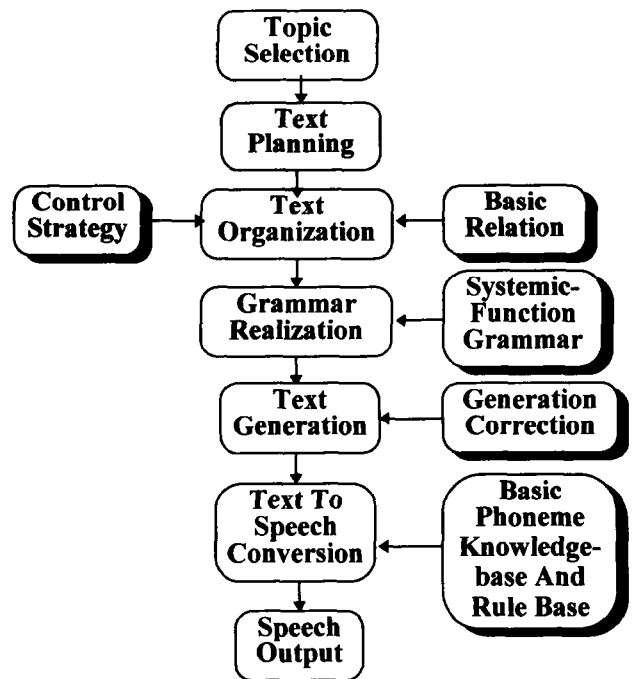 Topic
Selection
Text
Planning
Control
Strategy
Text
Organization
Basic
Relation
Grammar
Realization
Systemic-
Function
Grammar
Text
Generation
Generation
Correction
Text To
Speech
Conversion
Basic
Phoneme
Knowledge-
base And
Rule Base
Speech
Output